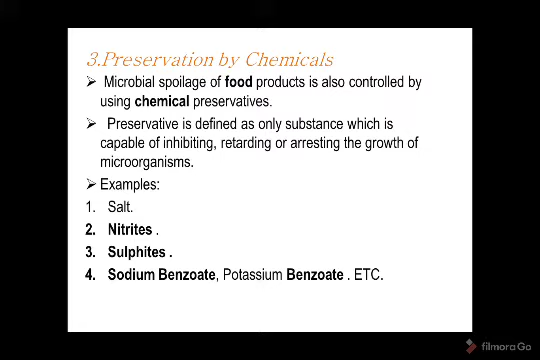 3.Preservation by Chemicals
➢ Microbial spoilage of food products is also controlled by
using chemical preservatives.
➢ Preservative is defined as only substance which is
capable of inhibiting, retarding or arresting the growth of
microorganisms.
➢ Examples:
1. Salt.
2. Nitrites .
3. Sulphites .
4. Sodium Benzoate, Potassium Benzoate . ETC.
filmoraGo